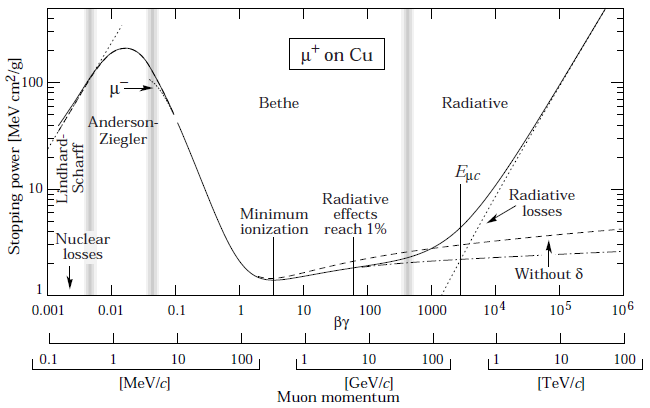 μ+ on Cu
Stopping power [MeV cm2/g]
100
10
1
μ−
Bethe
Radiative
Anderson-
Ziegler
Lindhard-
Scharff
Eμc
Radiative
losses
Radiative
effects
reach 1%
Minimum
ionization
Nuclear
losses
Without δ
0.001
0.01
0.1
1
10
100
1000
10⁴
10⁵
10⁶
βγ
0.1
1
10
100
1
10
100
1
10
100
[MeV/c]
[GeV/c]
[TeV/c]
Muon momentum